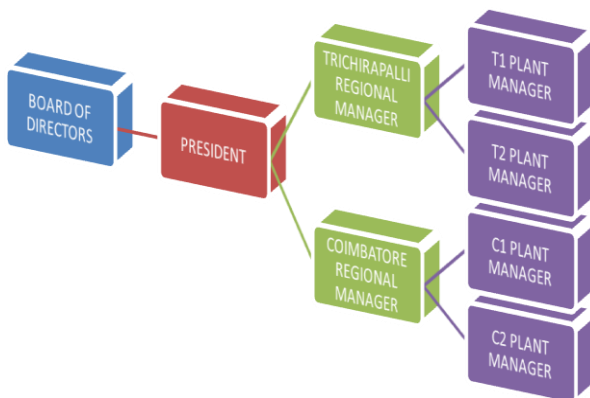 BOARD OF
DIRECTORS
PRESIDENT
TRICHIRAPALLI
REGIONAL
MANAGER
T1 PLANT
MANAGER
T2 PLANT
MANAGER
COIMBATORE
REGIONAL
MANAGER
C1 PLANT
MANAGER
C2 PLANT
MANAGER